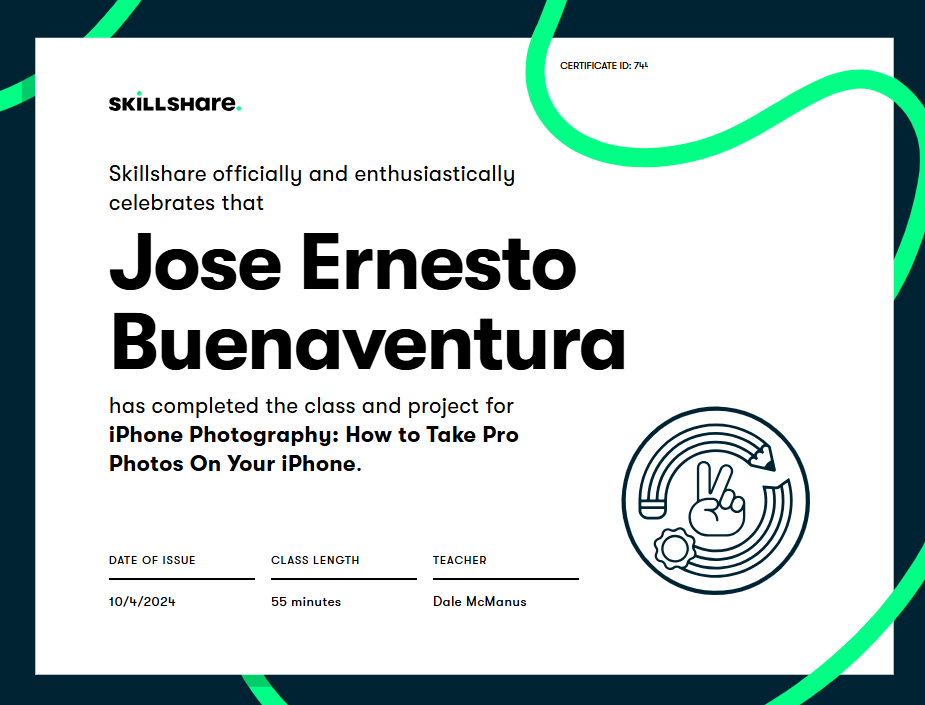 CERTIFICATE ID: 744
SKILLSHare.
Skillshare officially and enthusiastically
celebrates that
Jose Ernesto
Buenaventura
has completed the class and project for
iPhone Photography: How to Take Pro
Photos On Your iPhone.
DATE OF ISSUE
CLASS LENGTH
TEACHER
10/4/2024
55 minutes
Dale McManus